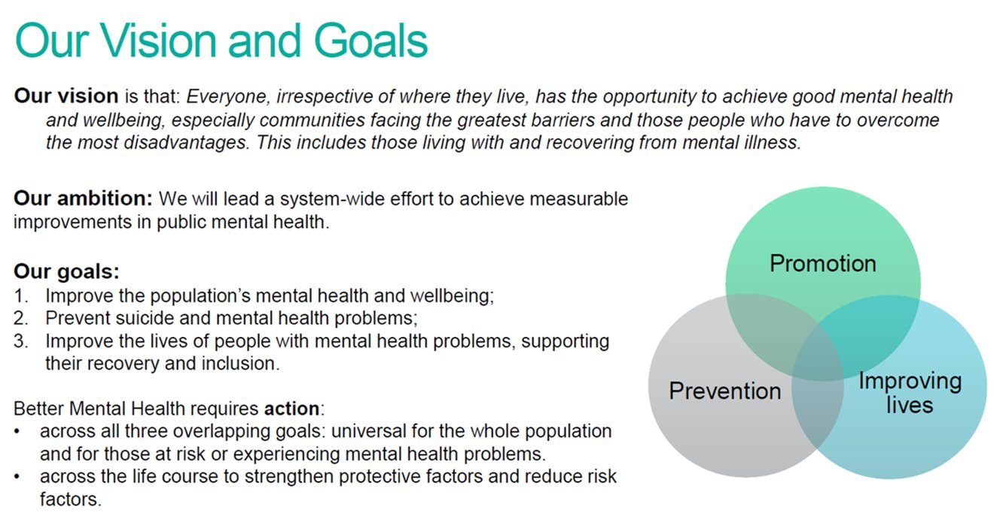 Our Vision and Goals
Our vision is that: Everyone, irrespective of where they live, has the opportunity to achieve good mental health
and wellbeing, especially communities facing the greatest barriers and those people who have to overcome
the most disadvantages. This includes those living with and recovering from mental illness.
Our ambition: We will lead a system-wide effort to achieve measurable
improvements in public mental health.
Our goals:
1. Improve the population’s mental health and wellbeing;
2. Prevent suicide and mental health problems;
3. Improve the lives of people with mental health problems, supporting
their recovery and inclusion.
Better Mental Health requires action:
• across all three overlapping goals: universal for the whole population
and for those at risk or experiencing mental health problems.
• across the life course to strengthen protective factors and reduce risk
factors.
Promotion
Prevention
Improving
lives